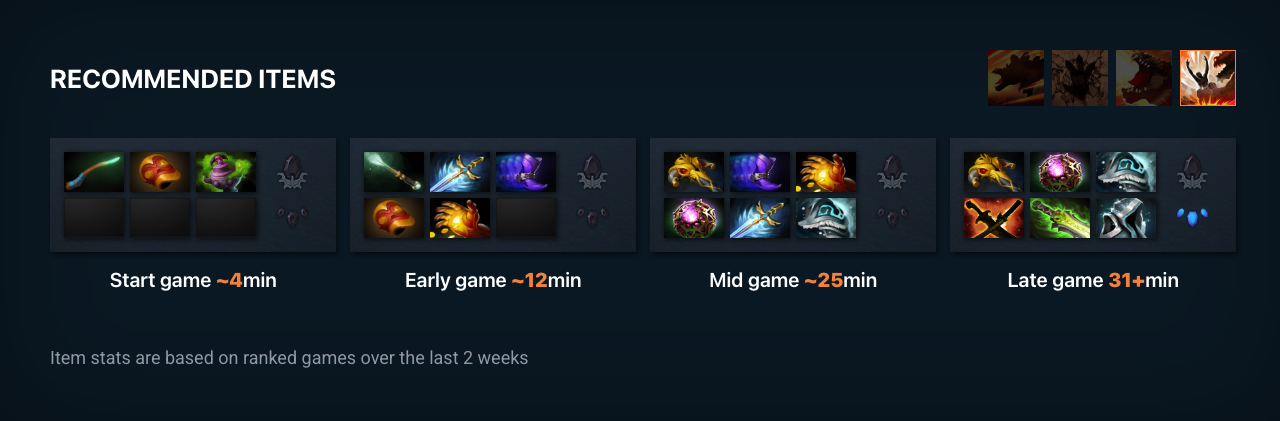 RECOMMENDED ITEMS
Start game ~4min
Early game ~12min
Mid game ~25min
Late game 31+min
Item stats are based on ranked games over the last 2 weeks